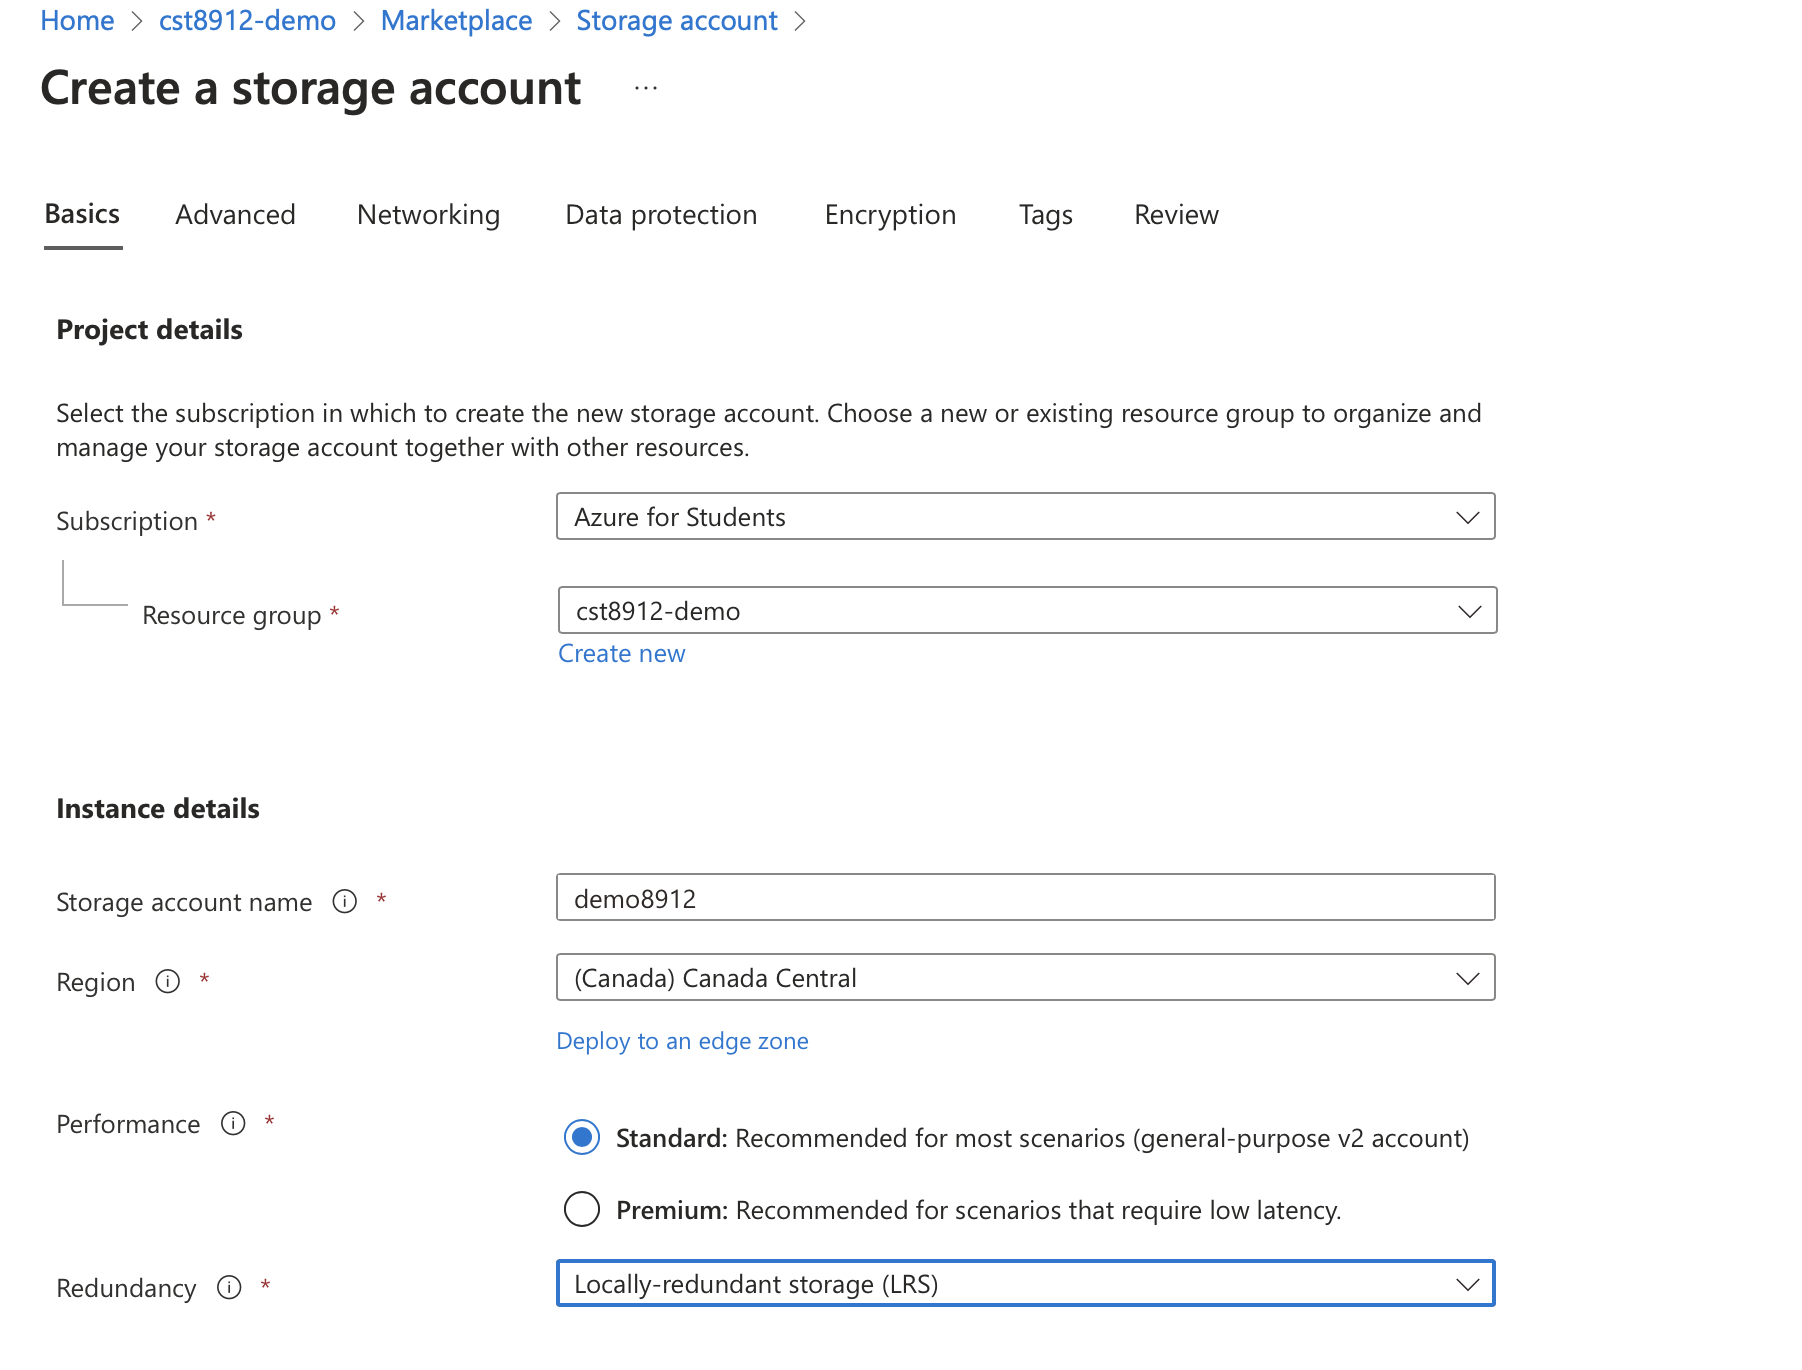 Home > cst8912-demo > Marketplace > Storage account >
Create a storage account ...
Basics Advanced Networking Data protection Encryption Tags Review
Project details
Select the subscription in which to create the new storage account. Choose a new or existing resource group to organize and
manage your storage account together with other resources.
Subscription * Azure for Students
Resource group * cst8912-demo
Create new
Instance details
Storage account name * demo8912
Region * (Canada) Canada Central
Deploy to an edge zone
Performance * Standard: Recommended for most scenarios (general-purpose v2 account)
Premium: Recommended for scenarios that require low latency.
Redundancy * Locally-redundant storage (LRS)